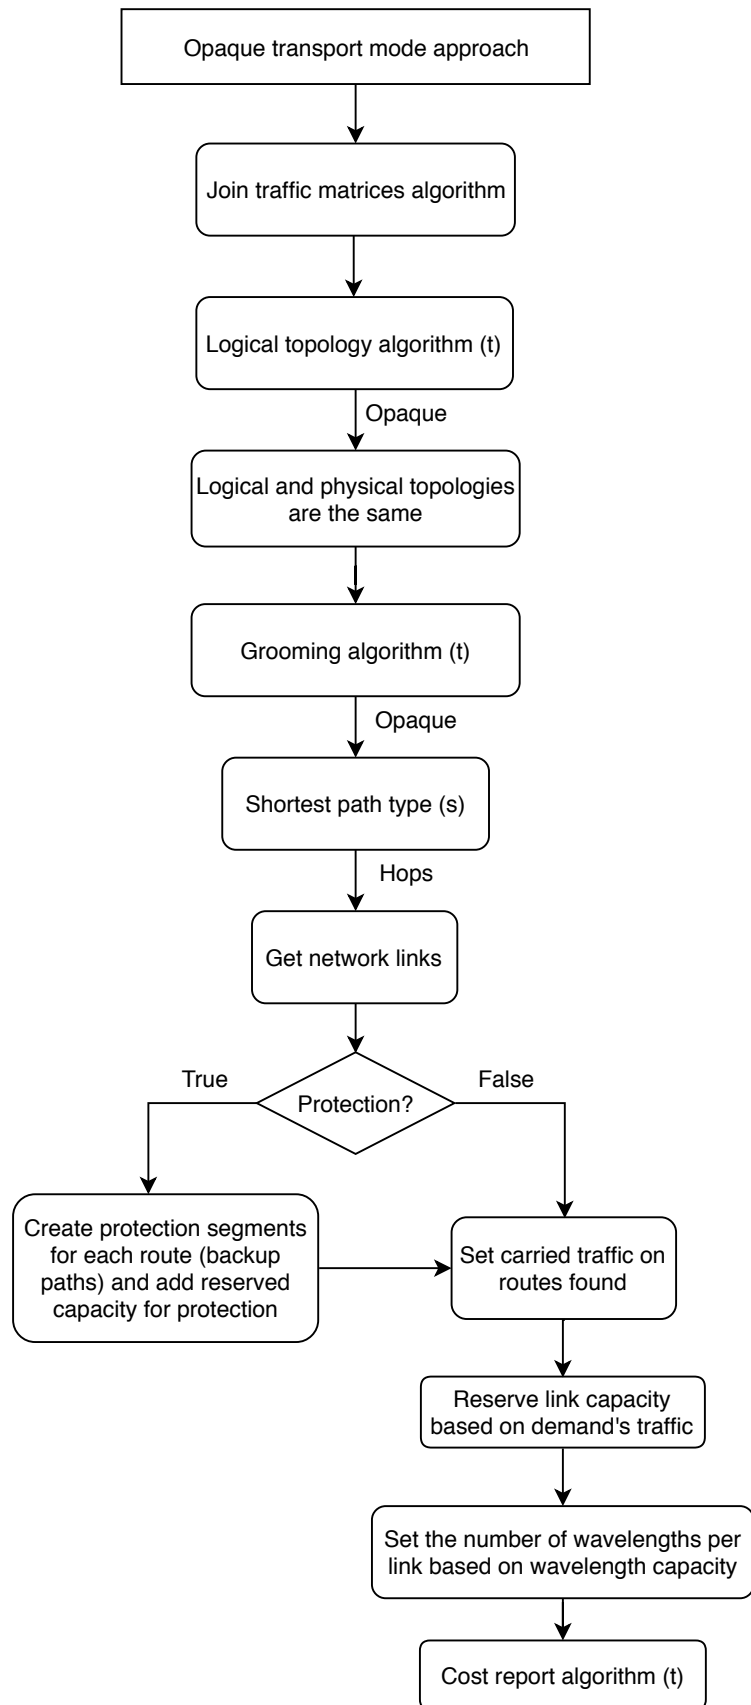 Opaque transport mode approach
Join traffic matrices algorithm
Logical topology algorithm (t)
Opaque
Logical and physical topologies
are the same
Grooming algorithm (t)
Opaque
Shortest path type (s)
Hops
Get network links
True
False
Protection?
Create protection segments
for each route (backup
paths) and add reserved
capacity for protection
Set carried traffic on
routes found
Reserve link capacity
based on demand's traffic
Set the number of wavelengths per
link based on wavelength capacity
Cost report algorithm (t)